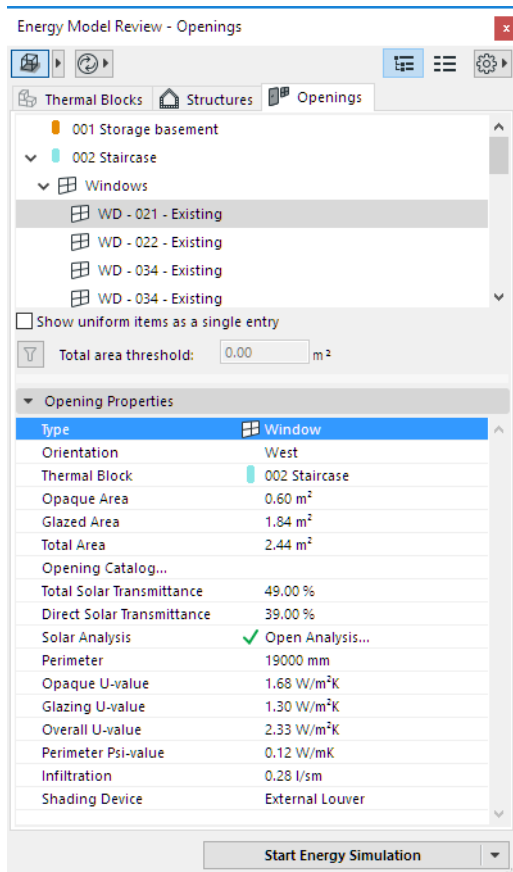 Energy Model Review - Openings
x
Thermal Blocks Structures Openings
001 Storage basement
002 Staircase
Windows
WD - 021 - Existing
WD - 022 - Existing
WD - 034 - Existing
WD - 034 - Existing
Show uniform items as a single entry
Total area threshold: 0.00 m²
Opening Properties
Type Window
Orientation West
Thermal Block 002 Staircase
Opaque Area 0.60 m²
Glazed Area 1.84 m²
Total Area 2.44 m²
Opening Catalog...
Total Solar Transmittance 49.00 %
Direct Solar Transmittance 39.00 %
Solar Analysis Open Analysis...
Perimeter 19000 mm
Opaque U-value 1.68 W/m²K
Glazing U-value 1.30 W/m²K
Overall U-value 2.33 W/m²K
Perimeter Psi-value 0.12 W/mK
Infiltration 0.28 l/sm
Shading Device External Louver
Start Energy Simulation